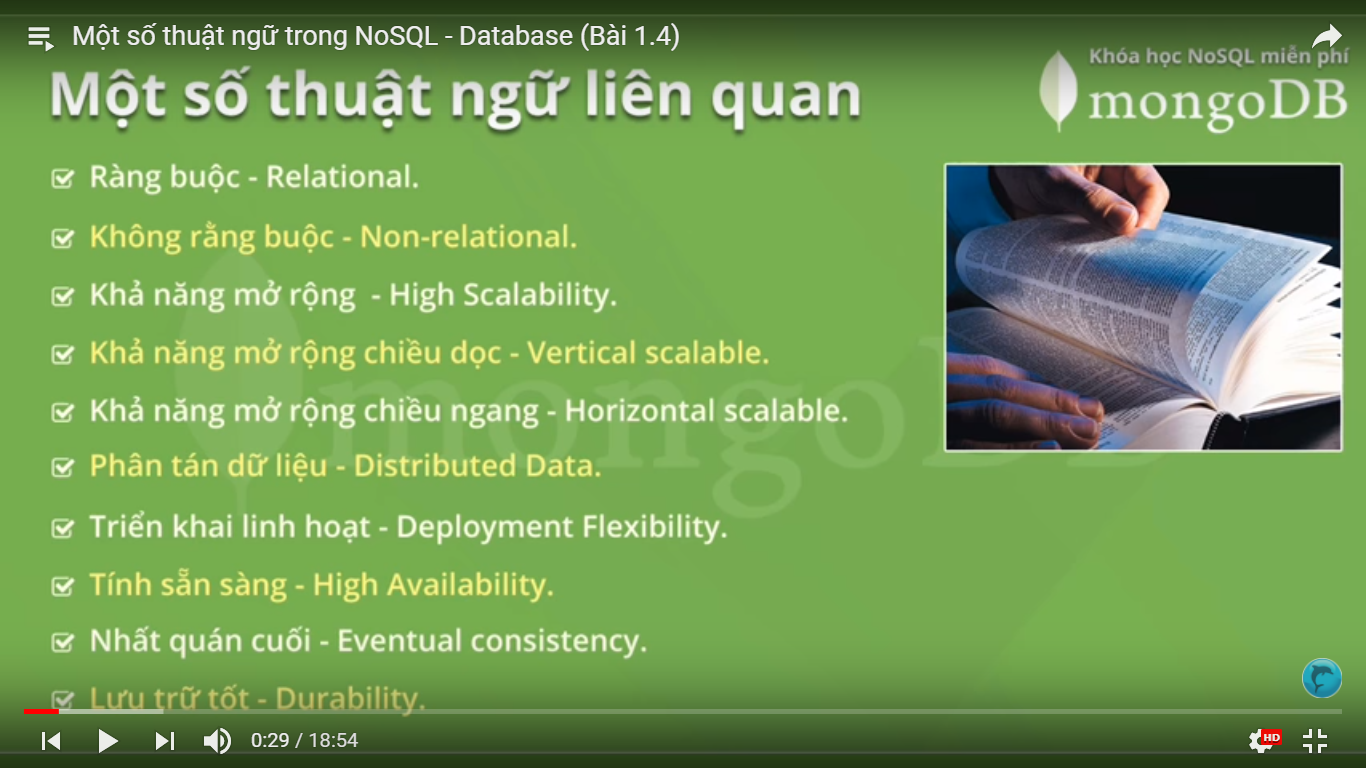 Một số thuật ngữ trong NoSQL - Database (Bài 1.4)
Khóa học NoSQL miễn phí
mongoDB
Một số thuật ngữ liên quan
Ràng buộc - Relational.
Không rằng buộc - Non-relational.
Khả năng mở rộng - High Scalability.
Khả năng mở rộng chiều dọc - Vertical scalable.
Khả năng mở rộng chiều ngang - Horizontal scalable.
Phân tán dữ liệu - Distributed Data.
Triển khai linh hoạt - Deployment Flexibility.
Tính sẵn sàng - High Availability.
Nhất quán cuối - Eventual consistency.
Lưu trữ tốt - Durability.
mongoDB
0:29 / 18:54
HD